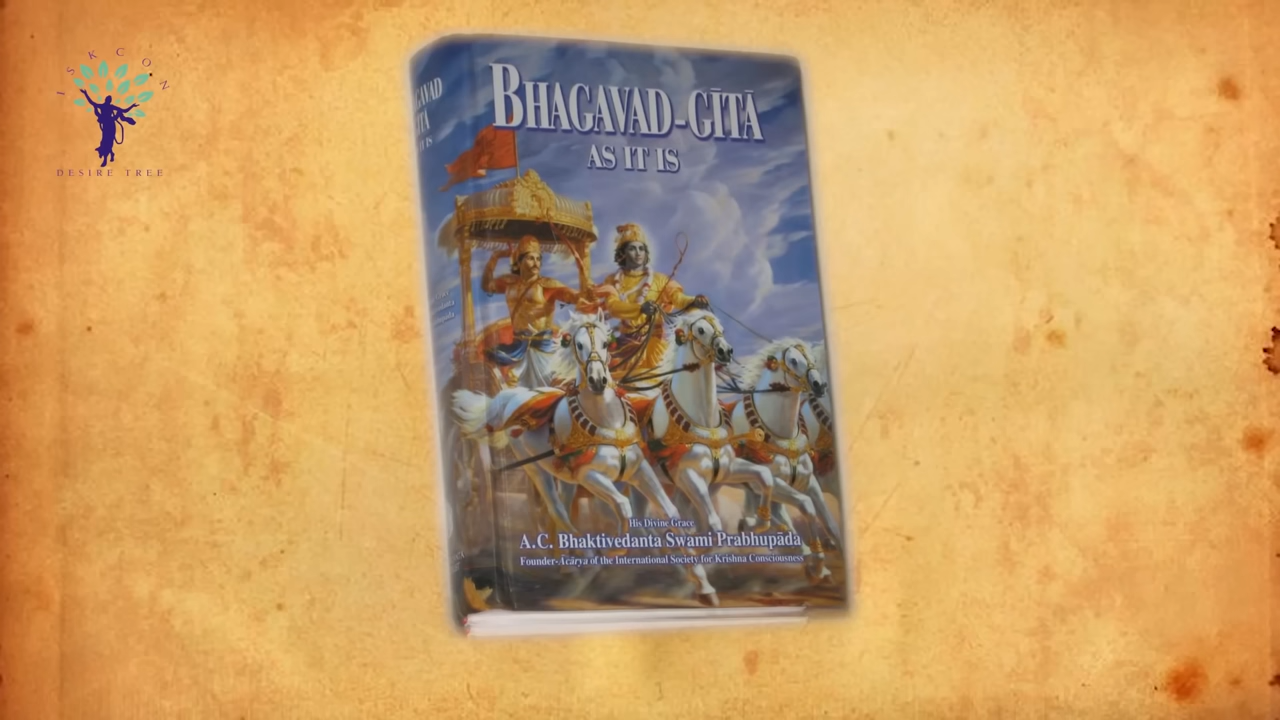 ISKCON
DESIRE TREE
BHAGAVAD-GĪTĀ
AS IT IS
His Divine Grace
A.C. Bhaktivedanta Swami Prabhupāda
Founder-Ācārya of the International Society for Krishna Consciousness